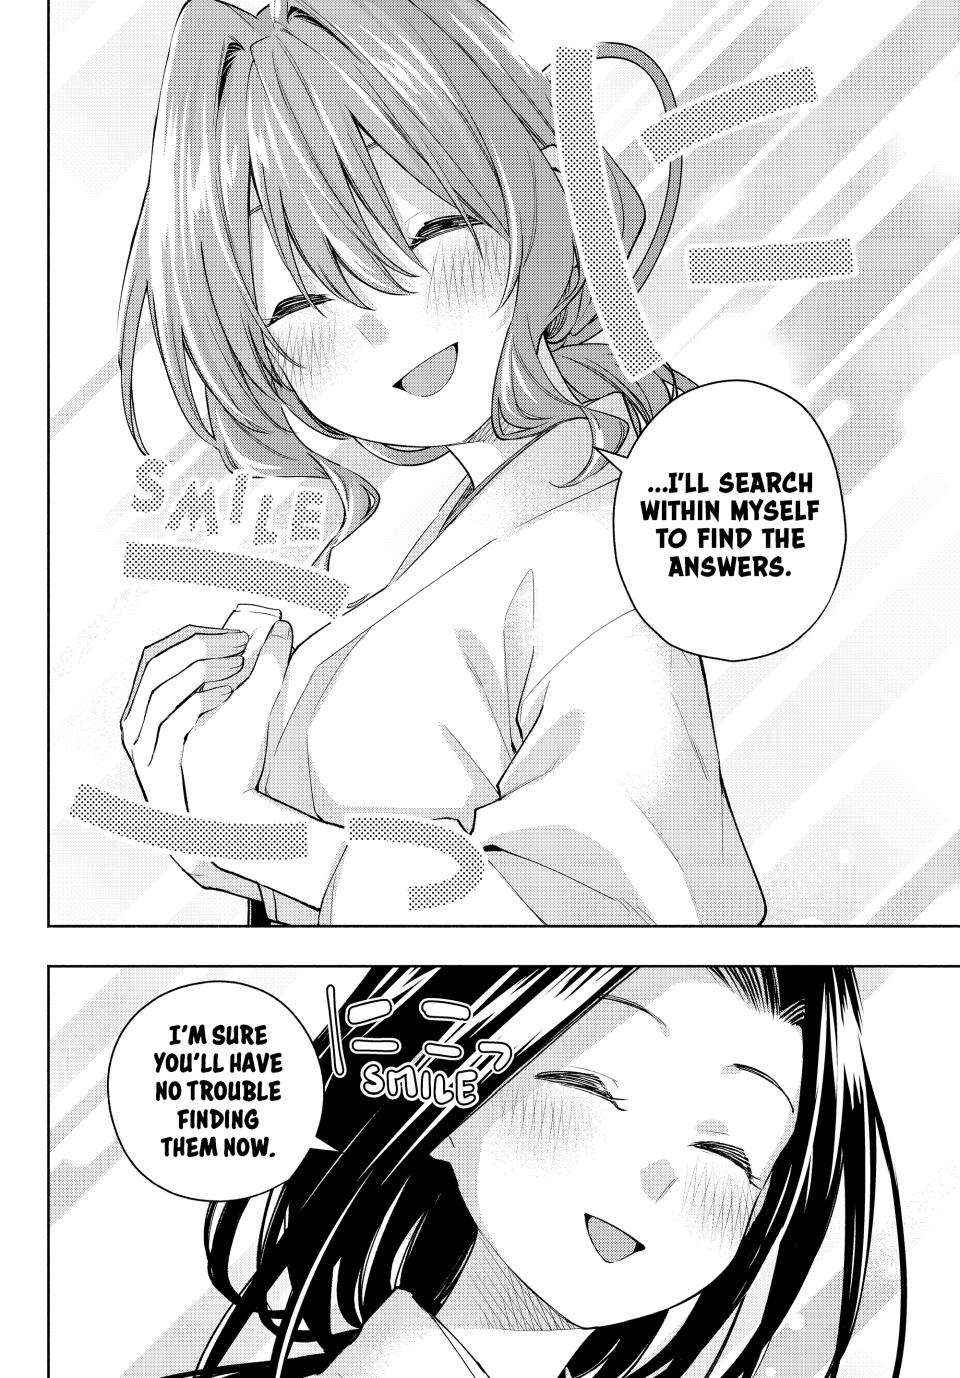 ...I'LL SEARCH
WITHIN MYSELF
TO FIND THE
ANSWERS.
SMILE
I'M SURE
YOU'LL HAVE
NO TROUBLE
FINDING
THEM NOW.
ニコ
SMILE